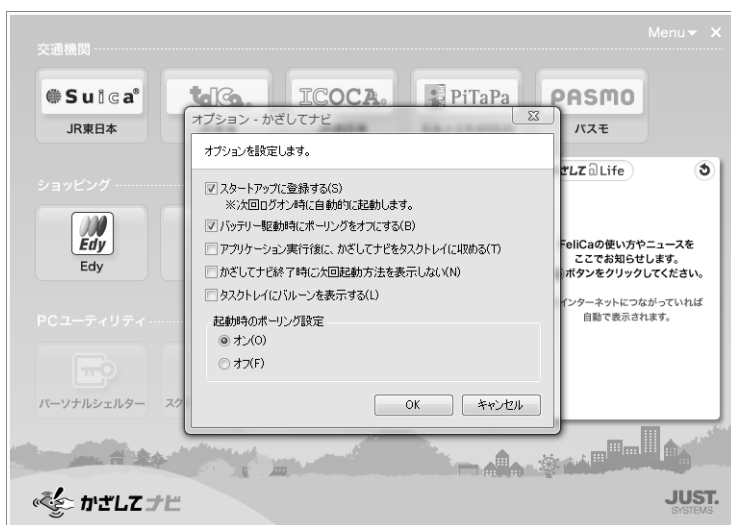 Menu▼ ×
交通機関
Suica®
ICOCA®
PiTaPa
PASMO
JR東日本
パスモ
オプション - かざしてナビ
オプションを設定します。
スタートアップに登録する(S)
※次回ログオン時に自動的に起動します。
バッテリー駆動時にポーリングをオフにする(B)
アプリケーション実行後に、かざしてナビをタスクトレイに収める(T)
かざしてナビ終了時に次回起動方法を表示しない(N)
タスクトレイにバルーンを表示する(L)
起動時のポーリング設定
オン(O)
オフ(F)
OK
キャンセル
ショッピング
Edy
Edy
PCユーティリティ
パーソナルシェルター
スク
ざしてLife
FeliCaの使い方やニュースを
ここでお知らせします。
ボタンをクリックしてください。
インターネットにつながっていれば
自動で表示されます。
かざしてナビ
JUST.
SYSTEMS